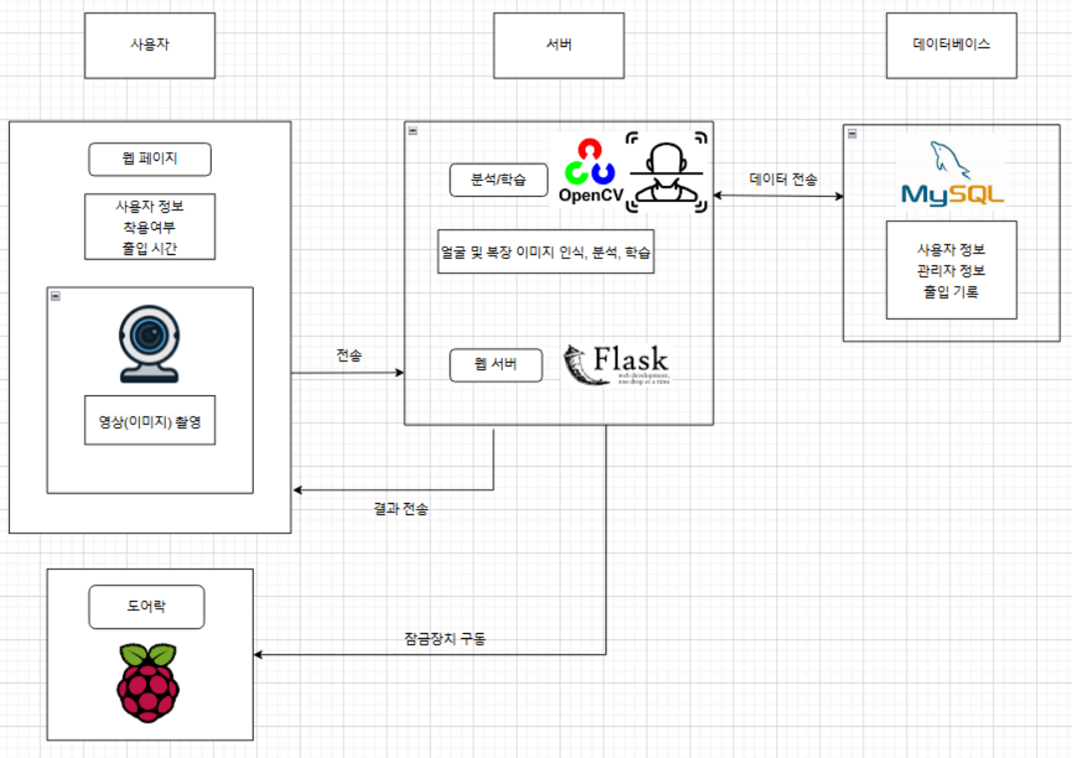 사용자
서버
데이터베이스
웹 페이지
사용자 정보
착용여부
출입 시간
영상(이미지) 촬영
전송
분석/학습
OpenCV
얼굴 및 복장 이미지 인식, 분석, 학습
웹 서버
Flask
web development,
one drop at a time
데이터 전송
MySQL
사용자 정보
관리자 정보
출입 기록
결과 전송
도어락
잠금장치 구동